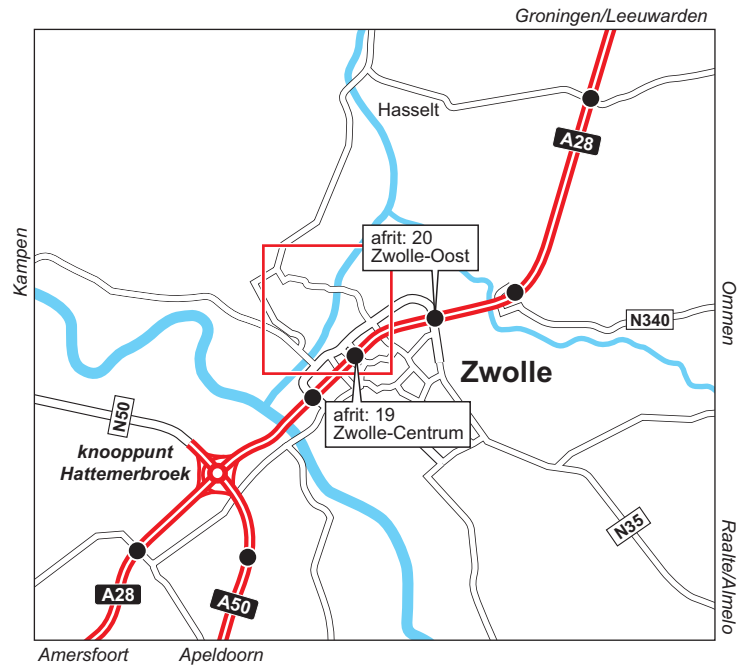 Groningen/Leeuwarden
Hasselt
A28
afrit: 20
Zwolle-Oost
Kampen
Ommen
N340
Zwolle
afrit: 19
Zwolle-Centrum
N50
knooppunt
Hattemerbroek
N35
Raalte/Almelo
A28
A50
Amersfoort
Apeldoorn